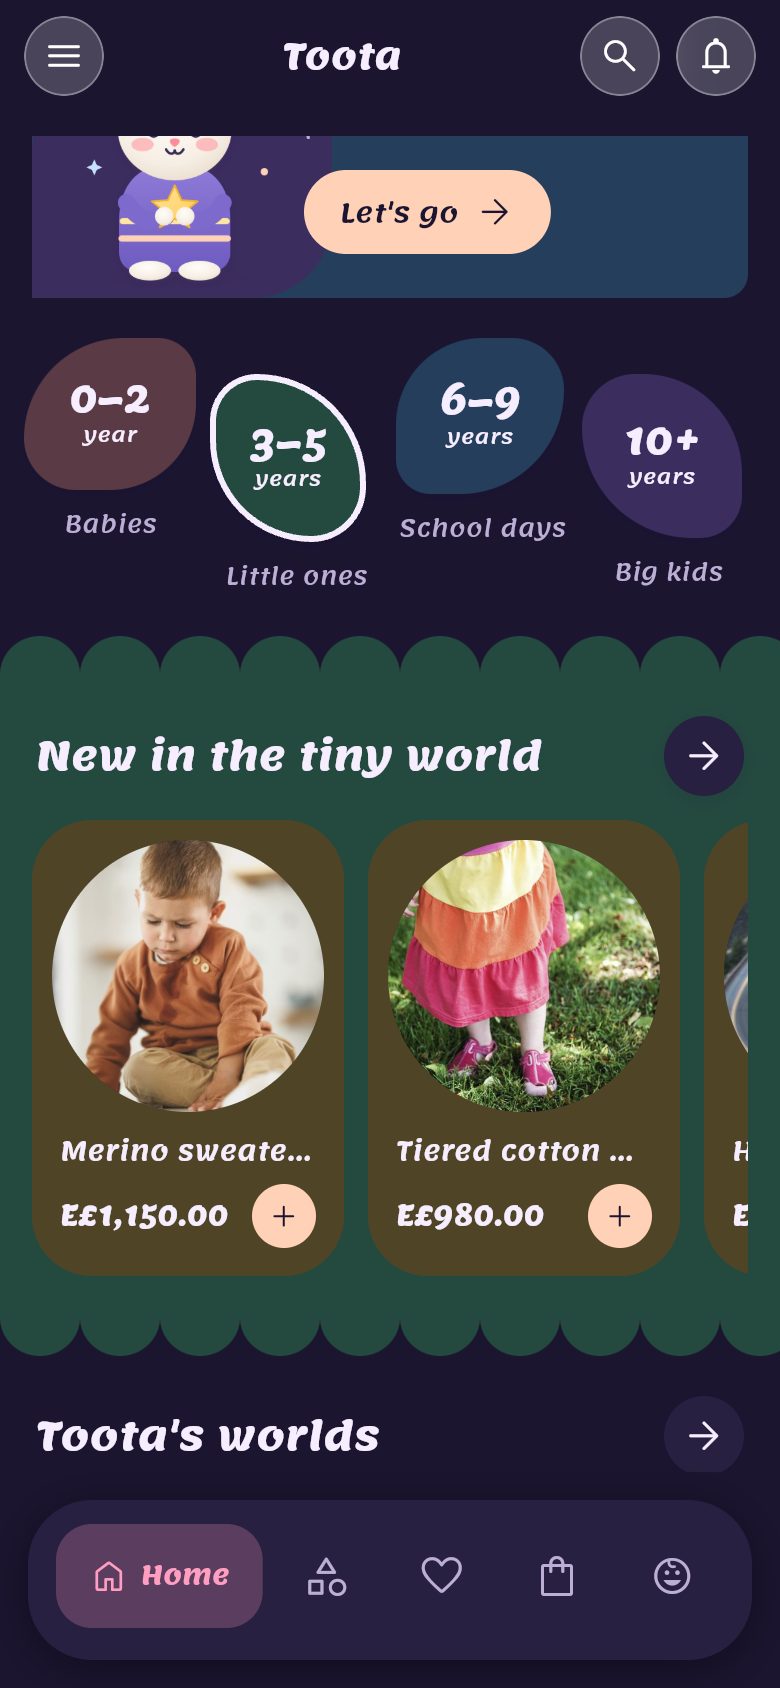 Toota
Let's go
0–2
year
Babies
3–5
years
Little ones
6–9
years
School days
10+
years
Big kids
New in the tiny world
Merino sweate...
E£1,150.00
Tiered cotton ...
E£980.00
H
E
Toota's worlds
Home